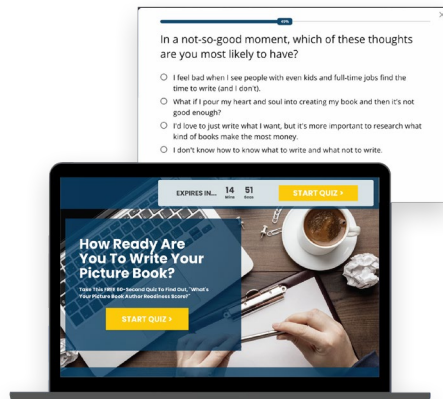 In a not-so-good moment, which of these thoughts
are you most likely to have?
I feel bad when I see people with even kids and full-time jobs find the
time to write (and I don't).
What if I pour my heart and soul into creating my book and then it's not
good enough?
I'd love to just write what I want, but it's more important to research what
kind of books make the most money.
I don't know how to know what to write and what not to write.
EXPIRES IN... 14 51 START QUIZ >
Mins Secs
How Ready Are
You To Write Your
Picture Book?
Take This FREE 60-Second Quiz To Find Out, "What's
Your Picture Book Author Readiness Score?"
START QUIZ >